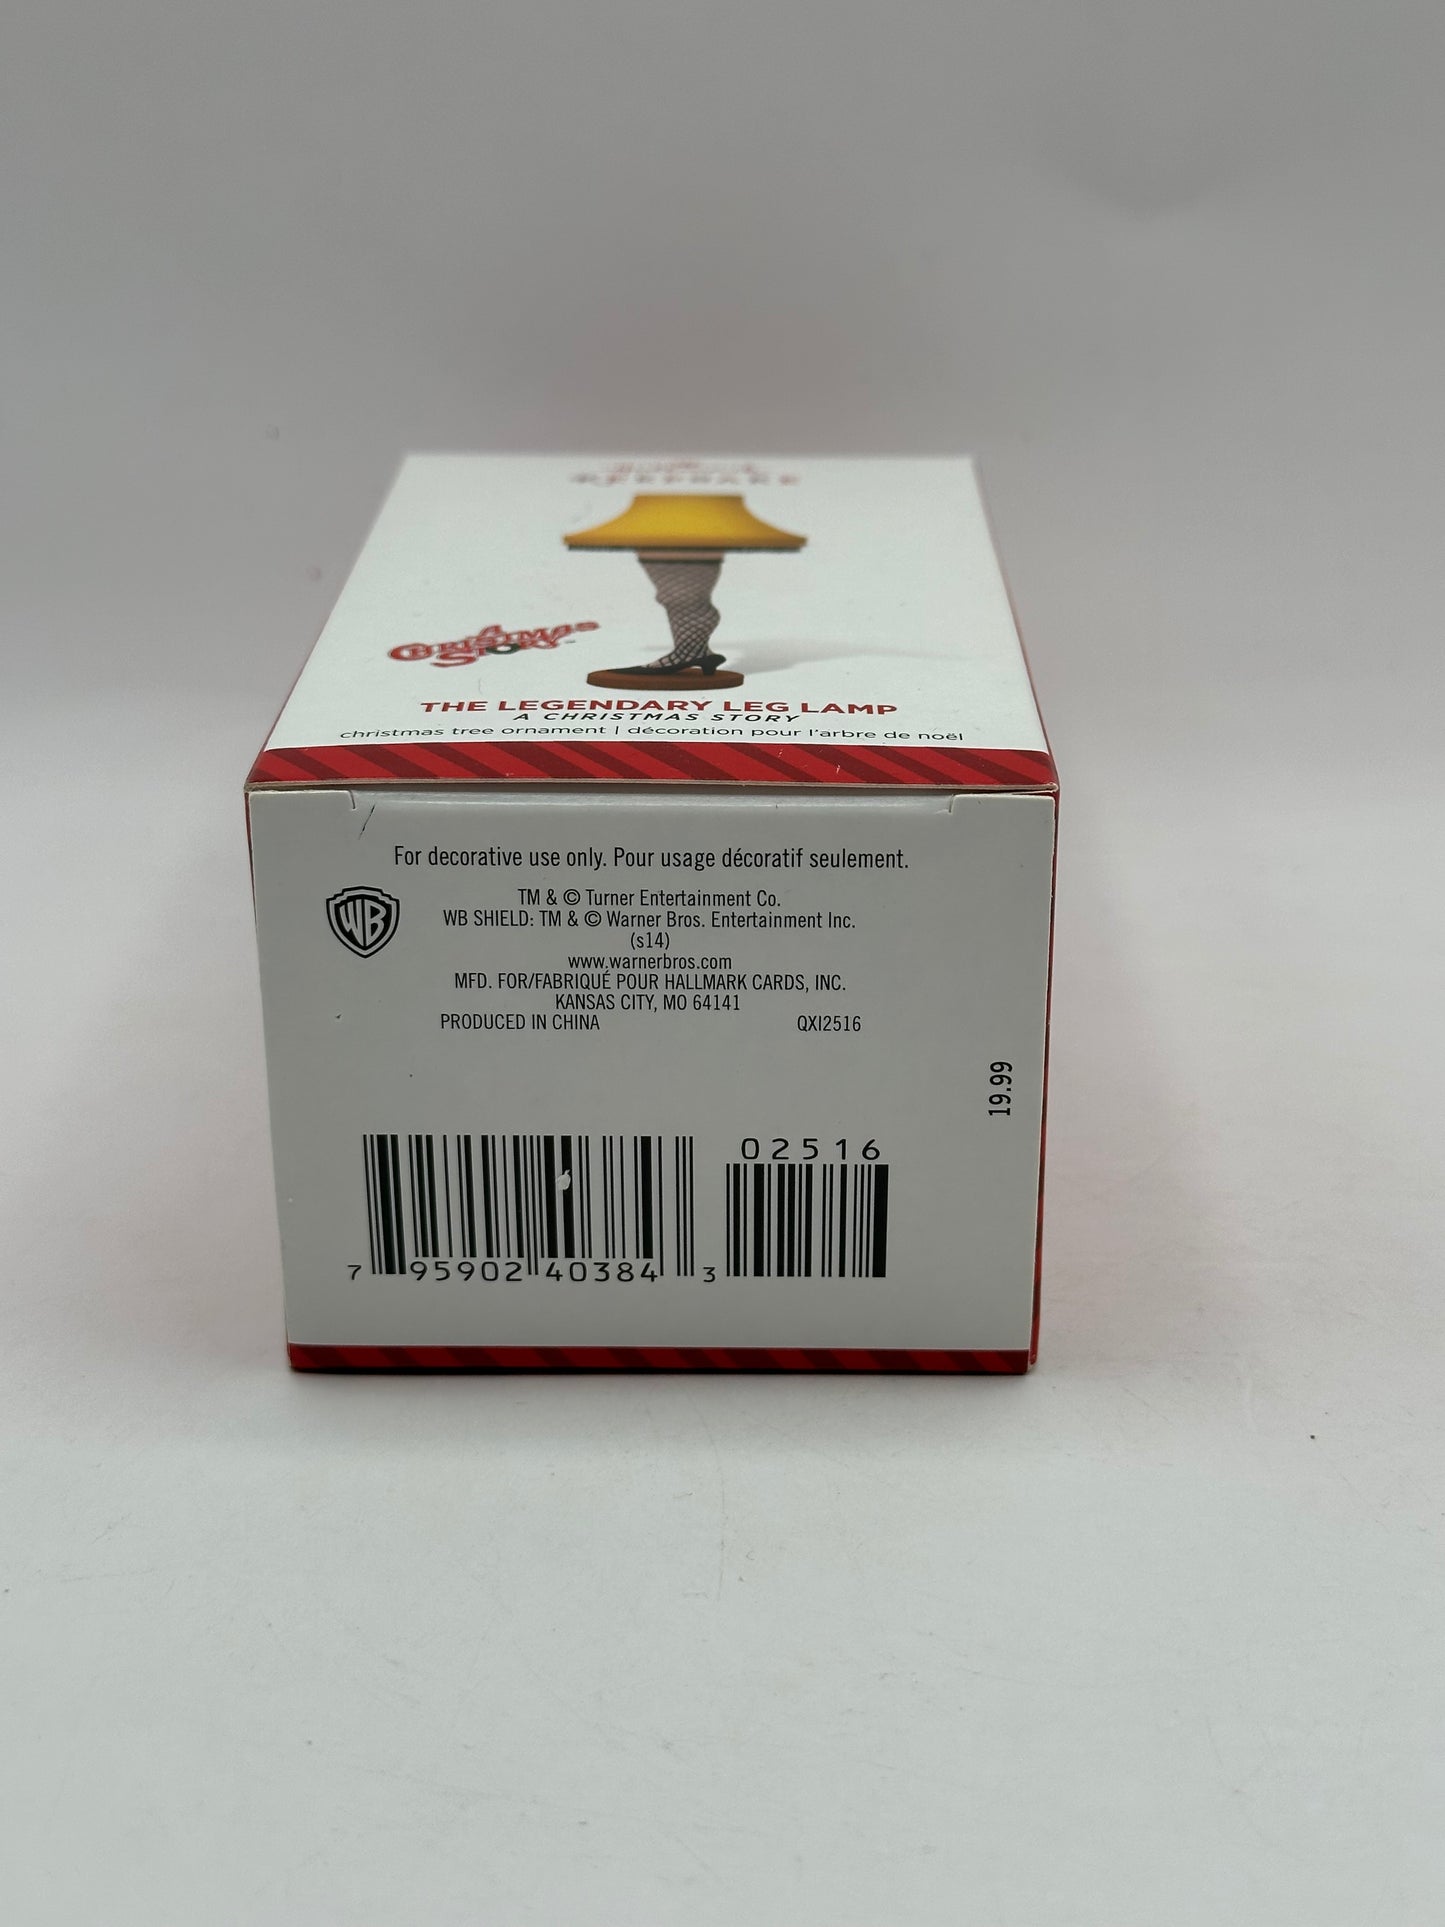 KEEPSAKE
A
CHRISTMAS
STORY
THE LEGENDARY LEG LAMP
A CHRISTMAS STORY
christmas tree ornament | décoration pour l'arbre de noël
For decorative use only. Pour usage décoratif seulement.
WB
TM & © Turner Entertainment Co.
WB SHIELD: TM & © Warner Bros. Entertainment Inc.
(s14)
www.warnerbros.com
MFD. FOR/FABRIQUÉ POUR HALLMARK CARDS, INC.
KANSAS CITY, MO 64141
PRODUCED IN CHINA QXI2516
19.99
02516
7 95902 40384 3